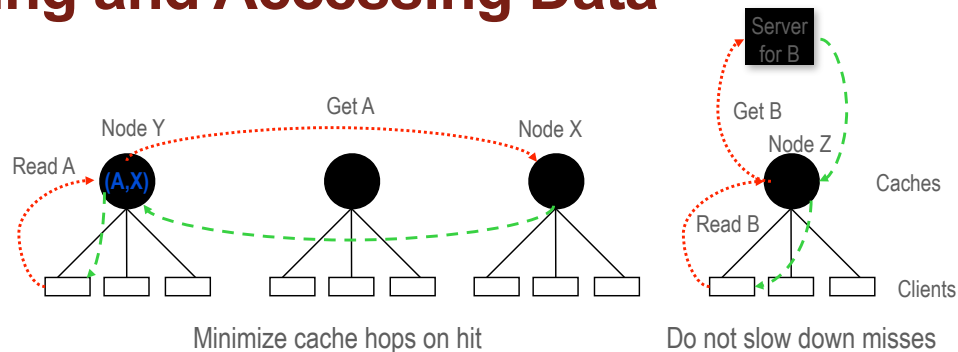 ing and Accessing Data
Server
for B
Get A
Node Y
Node X
Get B
Node Z
Read A
(A,X)
Caches
Read B
Clients
Minimize cache hops on hit
Do not slow down misses